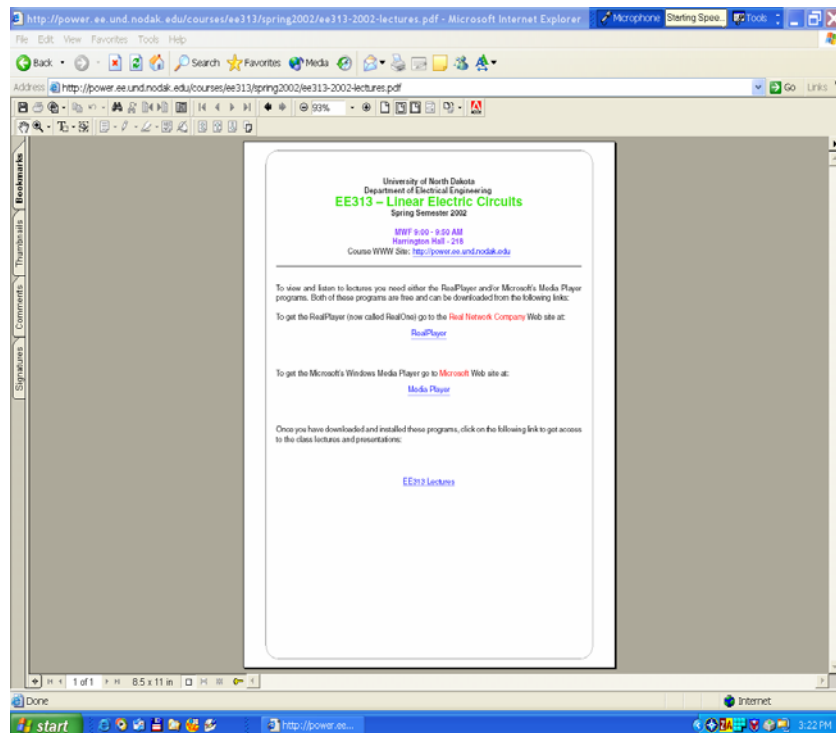 http://power.ee.und.nodak.edu/courses/ee313/spring2002/ee313-2002-lectures.pdf - Microsoft Internet Explorer
Microphone Starting Spee... Tools
File Edit View Favorites Tools Help
Back Search Favorites Media
Address http://power.ee.und.nodak.edu/courses/ee313/spring2002/ee313-2002-lectures.pdf Go Links
93%
Bookmarks
Thumbnails
Comments
Signatures
University of North Dakota
Department of Electrical Engineering
EE313 – Linear Electric Circuits
Spring Semester 2002
MWF 9:00 - 9:50 AM
Harrington Hall - 218
Course WWW Site: http://power.ee.und.nodak.edu
To view and listen to lectures you need either the RealPlayer and/or Microsoft's Media Player
programs. Both of these programs are free and can be downloaded from the following links:
To get the RealPlayer (now called RealOne) go to the Real Network Company Web site at:
RealPlayer
To get the Microsoft's Windows Media Player go to Microsoft Web site at:
Media Player
Once you have downloaded and installed these programs, click on the following link to get access
to the class lectures and presentations:
EE313 Lectures
1 of 1 8.5 x 11 in
Done Internet
start http://power.ee... 3:22 PM